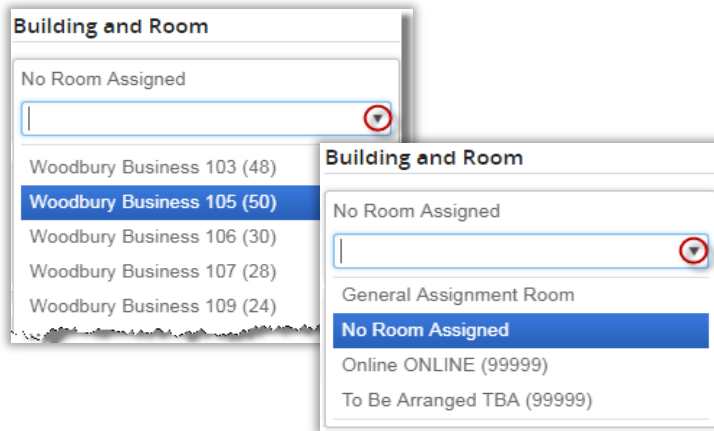 Building and Room
No Room Assigned
Woodbury Business 103 (48)
Woodbury Business 105 (50)
Woodbury Business 106 (30)
Woodbury Business 107 (28)
Woodbury Business 109 (24)
Building and Room
No Room Assigned
General Assignment Room
No Room Assigned
Online ONLINE (99999)
To Be Arranged TBA (99999)